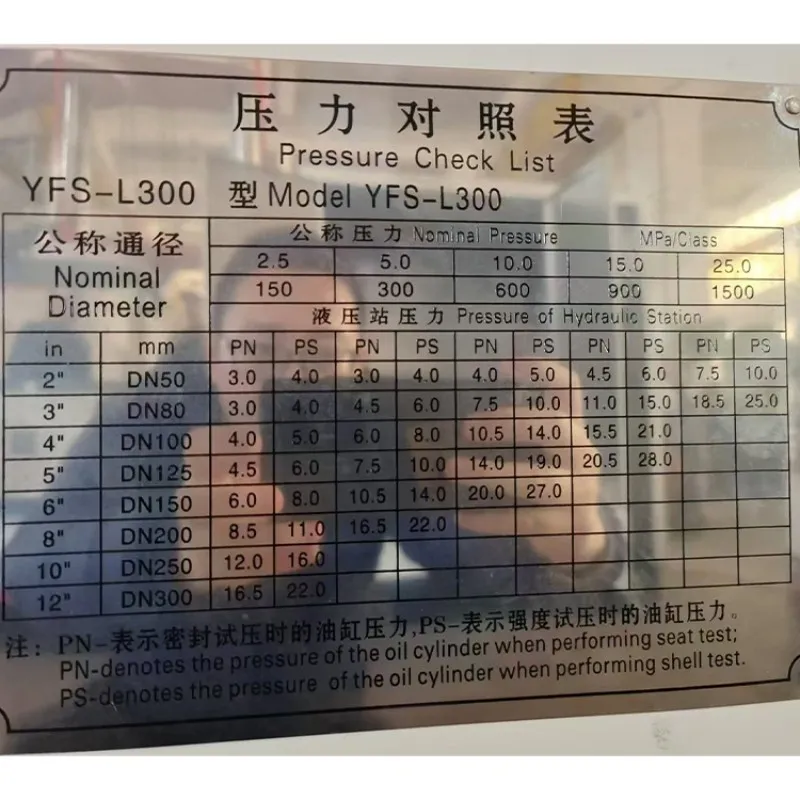 压力对照表
Pressure Check List
YFS-L300 型 Model YFS-L300
公称通径 Nominal Diameter 公称压力 Nominal Pressure MPa/Class
2.5 5.0 10.0 15.0 25.0
150 300 600 900 1500
液压站压力 Pressure of Hydraulic Station
in mm PN PS PN PS PN PS PN PS PN PS
2" DN50 3.0 4.0 3.0 4.0 4.0 5.0 4.5 6.0 7.5 10.0
3" DN80 3.0 4.0 4.5 6.0 7.5 10.0 11.0 15.0 18.5 25.0
4" DN100 4.0 5.0 6.0 8.0 10.5 14.0 15.5 21.0
5" DN125 4.5 6.0 7.5 10.0 14.0 19.0 20.5 28.0
6" DN150 6.0 8.0 10.5 14.0 20.0 27.0
8" DN200 8.5 11.0 16.5 22.0
10" DN250 12.0 16.0
12" DN300 16.5 22.0
注：PN-表示密封试压时的油缸压力,PS-表示强度试压时的油缸压力。
PN-denotes the pressure of the oil cylinder when performing seat test;
PS-denotes the pressure of the oil cylinder when performing shell test.